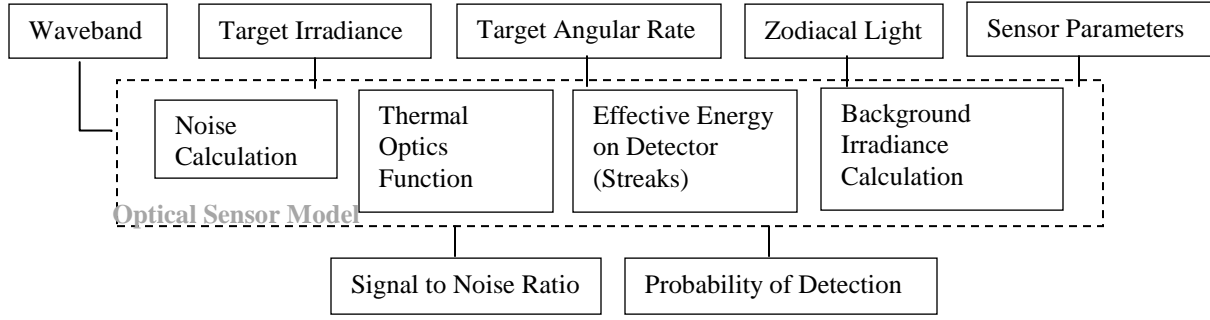 Waveband
Target Irradiance
Target Angular Rate
Zodiacal Light
Sensor Parameters
Noise
Calculation
Thermal
Optics
Function
Effective Energy
on Detector
(Streaks)
Background
Irradiance
Calculation
Optical Sensor Model
Signal to Noise Ratio
Probability of Detection